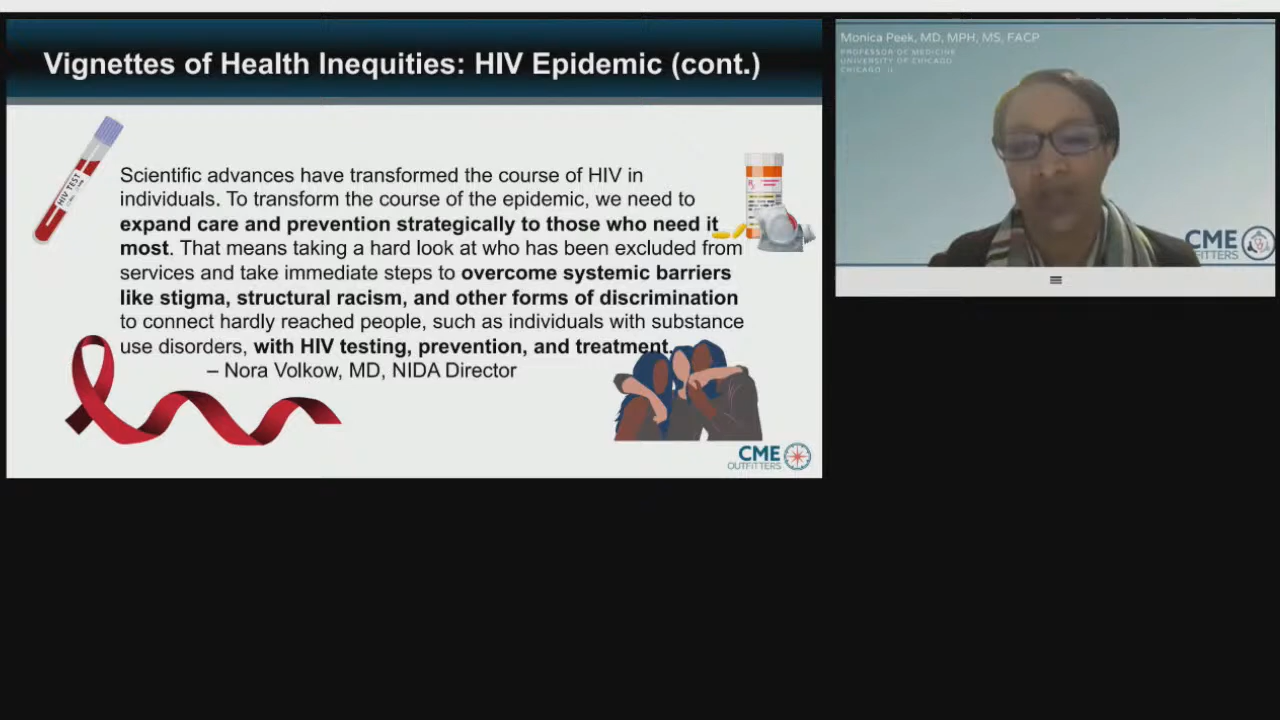 Vignettes of Health Inequities: HIV Epidemic (cont.)
Scientific advances have transformed the course of HIV in
individuals. To transform the course of the epidemic, we need to
expand care and prevention strategically to those who need it
most. That means taking a hard look at who has been excluded from
services and take immediate steps to overcome systemic barriers
like stigma, structural racism, and other forms of discrimination
to connect hardly reached people, such as individuals with substance
use disorders, with HIV testing, prevention, and treatment.
– Nora Volkow, MD, NIDA Director
HIV TEST
CME
OUTFITTERS
Monica Peek, MD, MPH, MS, FACP
PROFESSOR OF MEDICINE
UNIVERSITY OF CHICAGO
CHICAGO, IL
CME
OUTFITTERS